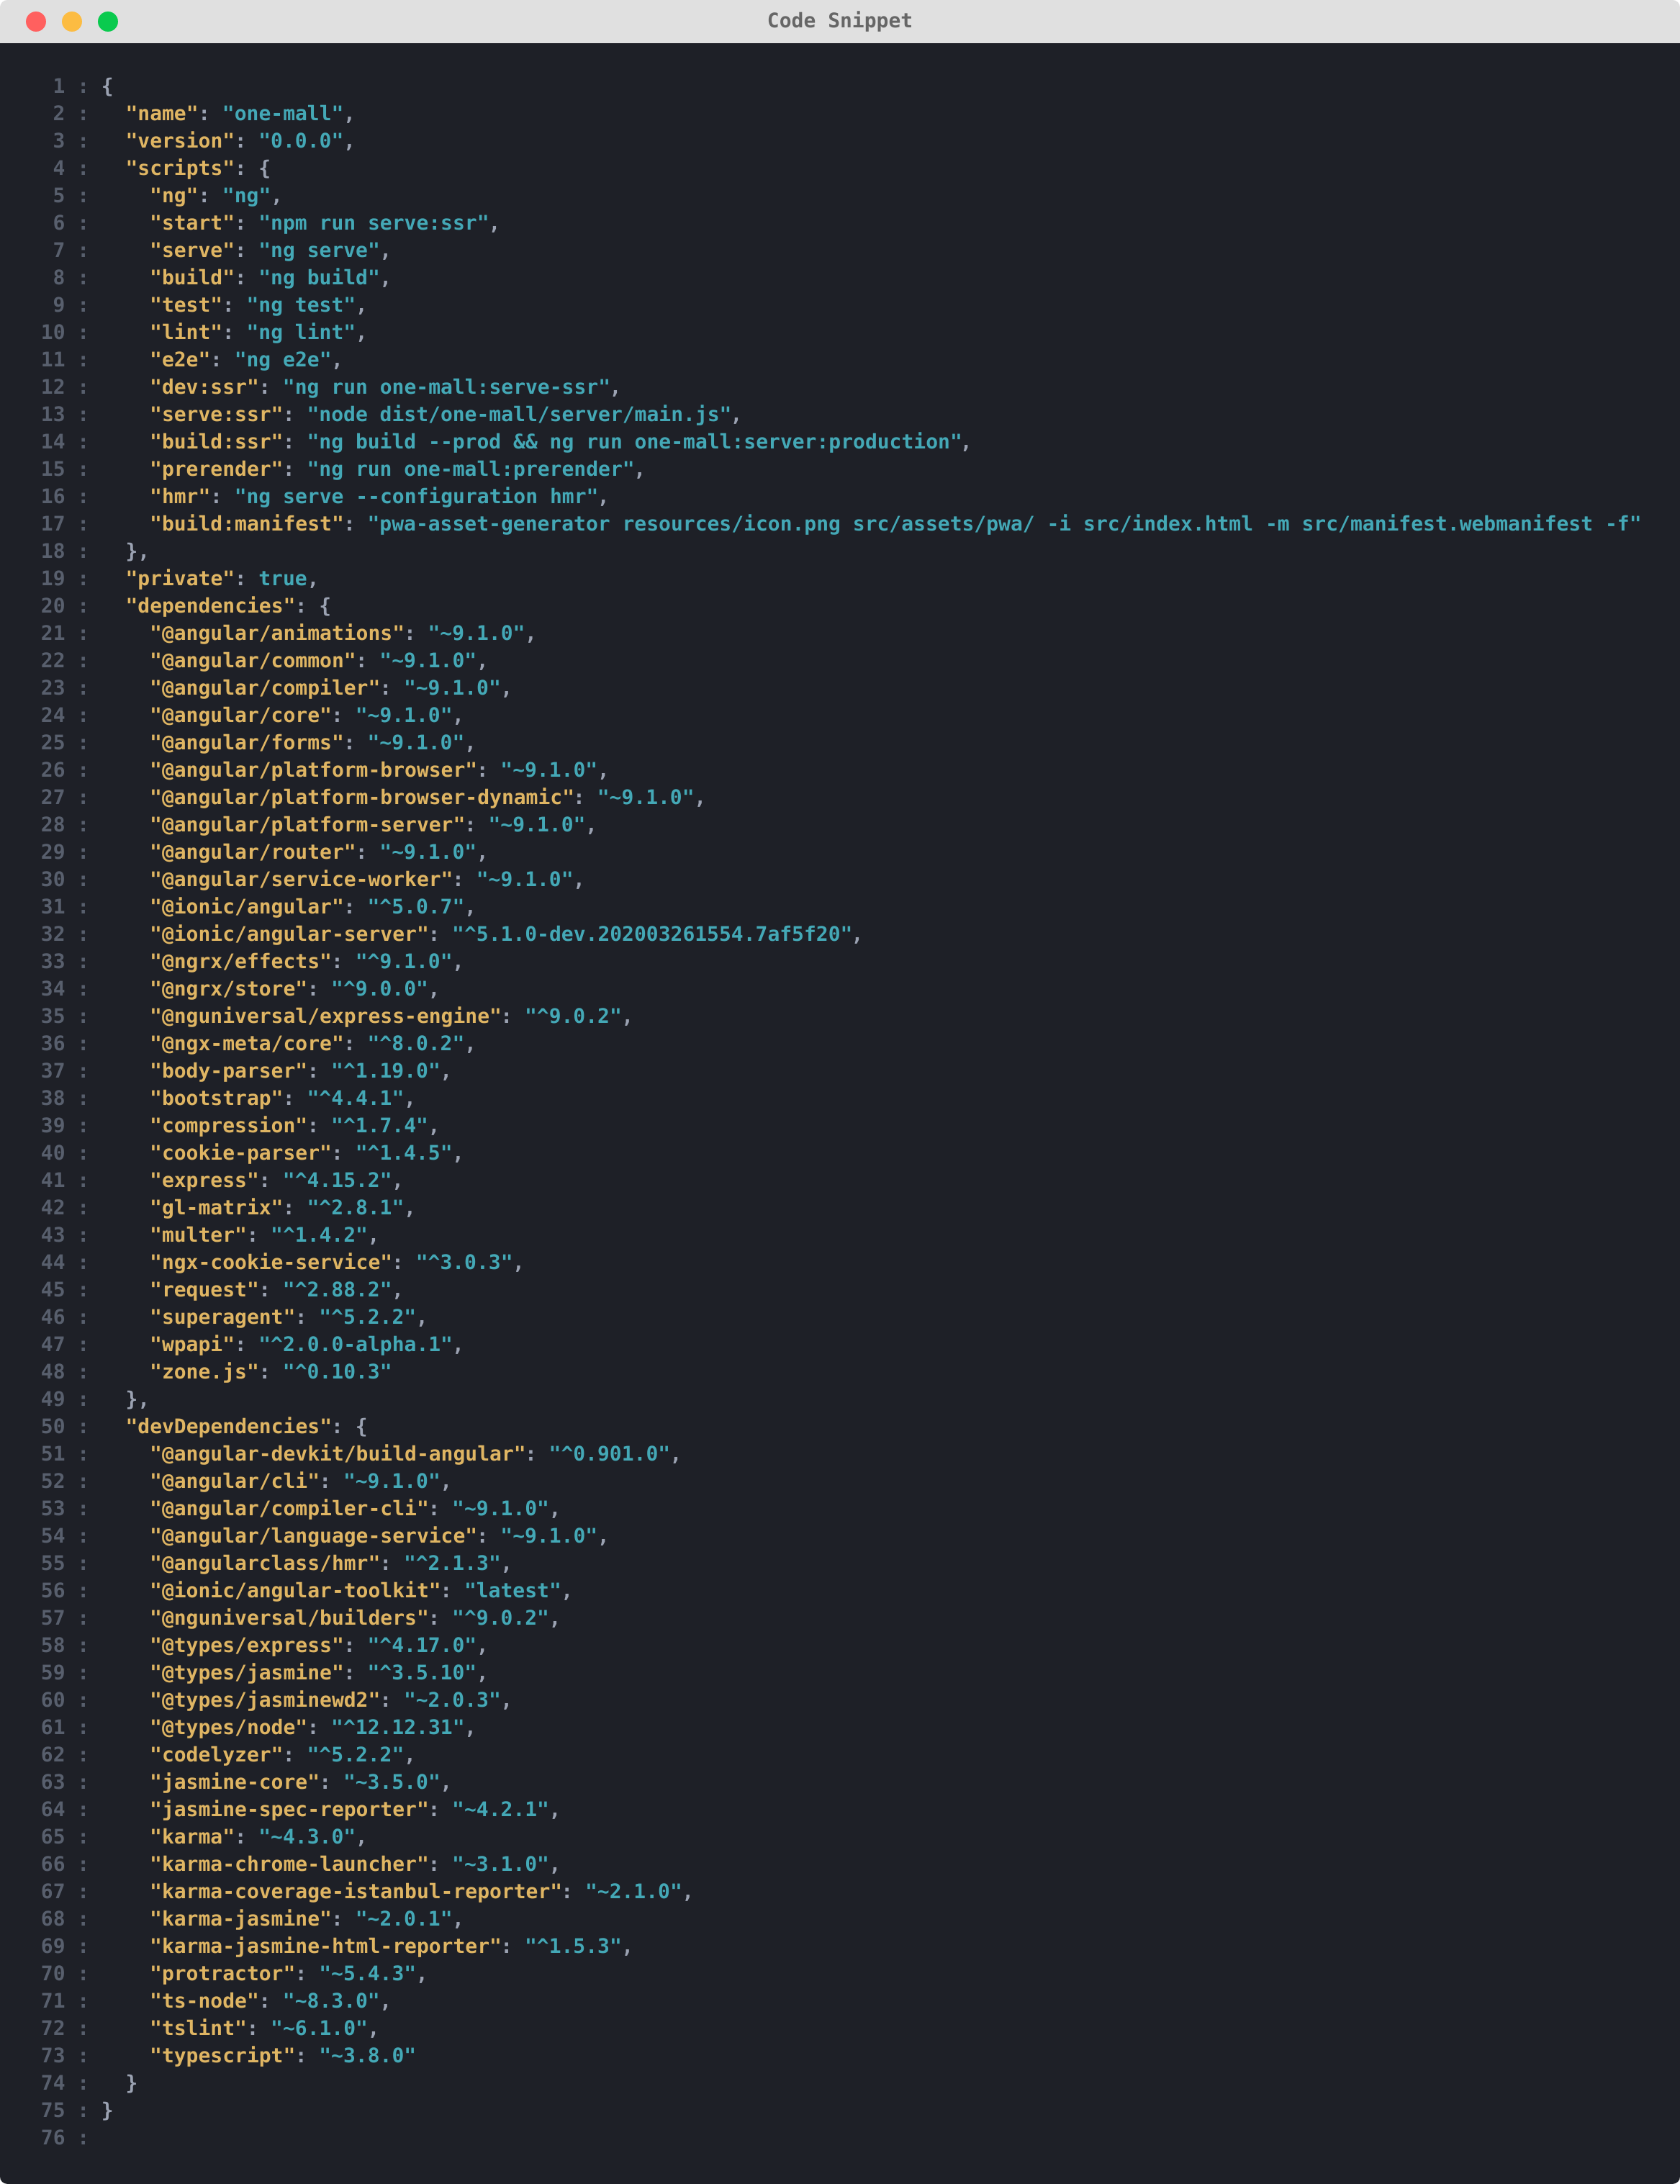 Code Snippet
1 : {
2 :   "name": "one-mall",
3 :   "version": "0.0.0",
4 :   "scripts": {
5 :     "ng": "ng",
6 :     "start": "npm run serve:ssr",
7 :     "serve": "ng serve",
8 :     "build": "ng build",
9 :     "test": "ng test",
10 :     "lint": "ng lint",
11 :     "e2e": "ng e2e",
12 :     "dev:ssr": "ng run one-mall:serve-ssr",
13 :     "serve:ssr": "node dist/one-mall/server/main.js",
14 :     "build:ssr": "ng build --prod && ng run one-mall:server:production",
15 :     "prerender": "ng run one-mall:prerender",
16 :     "hmr": "ng serve --configuration hmr",
17 :     "build:manifest": "pwa-asset-generator resources/icon.png src/assets/pwa/ -i src/index.html -m src/manifest.webmanifest -f"
18 :   },
19 :   "private": true,
20 :   "dependencies": {
21 :     "@angular/animations": "~9.1.0",
22 :     "@angular/common": "~9.1.0",
23 :     "@angular/compiler": "~9.1.0",
24 :     "@angular/core": "~9.1.0",
25 :     "@angular/forms": "~9.1.0",
26 :     "@angular/platform-browser": "~9.1.0",
27 :     "@angular/platform-browser-dynamic": "~9.1.0",
28 :     "@angular/platform-server": "~9.1.0",
29 :     "@angular/router": "~9.1.0",
30 :     "@angular/service-worker": "~9.1.0",
31 :     "@ionic/angular": "^5.0.7",
32 :     "@ionic/angular-server": "^5.1.0-dev.202003261554.7af5f20",
33 :     "@ngrx/effects": "^9.1.0",
34 :     "@ngrx/store": "^9.0.0",
35 :     "@nguniversal/express-engine": "^9.0.2",
36 :     "@ngx-meta/core": "^8.0.2",
37 :     "body-parser": "^1.19.0",
38 :     "bootstrap": "^4.4.1",
39 :     "compression": "^1.7.4",
40 :     "cookie-parser": "^1.4.5",
41 :     "express": "^4.15.2",
42 :     "gl-matrix": "^2.8.1",
43 :     "multer": "^1.4.2",
44 :     "ngx-cookie-service": "^3.0.3",
45 :     "request": "^2.88.2",
46 :     "superagent": "^5.2.2",
47 :     "wpapi": "^2.0.0-alpha.1",
48 :     "zone.js": "^0.10.3"
49 :   },
50 :   "devDependencies": {
51 :     "@angular-devkit/build-angular": "^0.901.0",
52 :     "@angular/cli": "~9.1.0",
53 :     "@angular/compiler-cli": "~9.1.0",
54 :     "@angular/language-service": "~9.1.0",
55 :     "@angularclass/hmr": "^2.1.3",
56 :     "@ionic/angular-toolkit": "latest",
57 :     "@nguniversal/builders": "^9.0.2",
58 :     "@types/express": "^4.17.0",
59 :     "@types/jasmine": "^3.5.10",
60 :     "@types/jasminewd2": "~2.0.3",
61 :     "@types/node": "^12.12.31",
62 :     "codelyzer": "^5.2.2",
63 :     "jasmine-core": "~3.5.0",
64 :     "jasmine-spec-reporter": "~4.2.1",
65 :     "karma": "~4.3.0",
66 :     "karma-chrome-launcher": "~3.1.0",
67 :     "karma-coverage-istanbul-reporter": "~2.1.0",
68 :     "karma-jasmine": "~2.0.1",
69 :     "karma-jasmine-html-reporter": "^1.5.3",
70 :     "protractor": "~5.4.3",
71 :     "ts-node": "~8.3.0",
72 :     "tslint": "~6.1.0",
73 :     "typescript": "~3.8.0"
74 :   }
75 : }
76 :